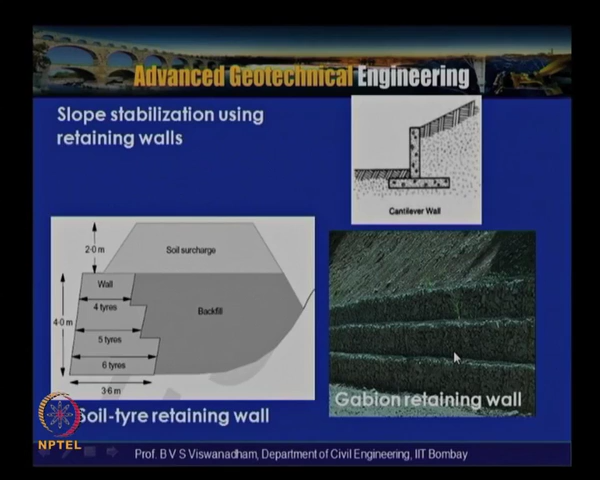 Advanced Geotechnical Engineering
Slope stabilization using
retaining walls
Cantilever Wall
2·0 m
Soil surcharge
Wall
4 tyres
Backfill
4·0 m
5 tyres
6 tyres
3·6 m
Soil-tyre retaining wall
Gabion retaining wall
NPTEL
Prof. B V S Viswanadham, Department of Civil Engineering, IIT Bombay